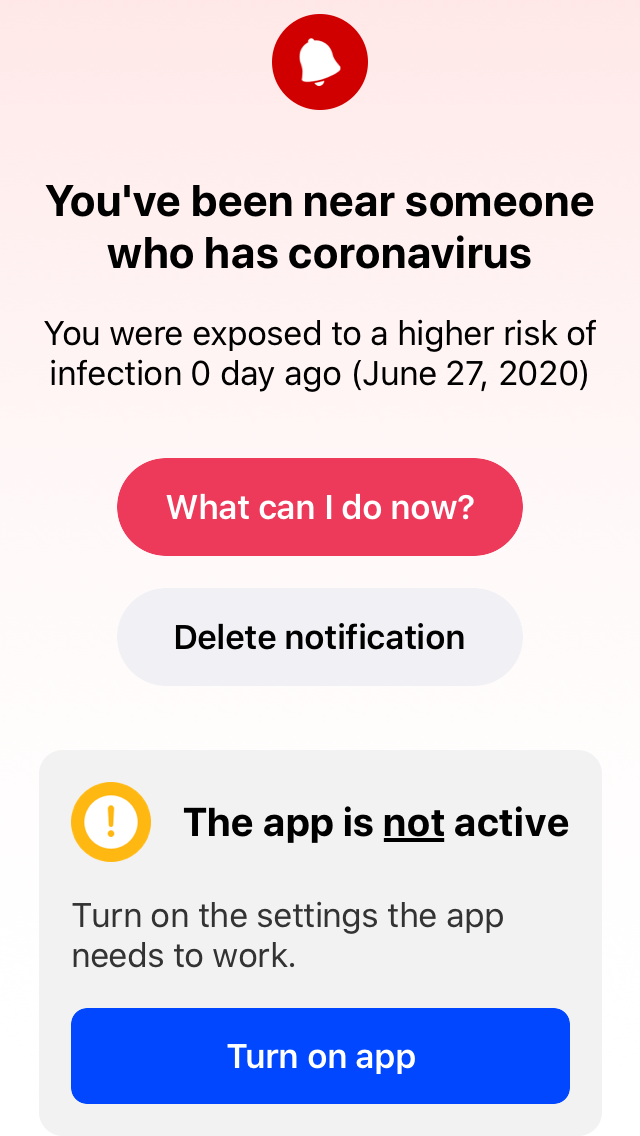 You've been near someone
who has coronavirus
You were exposed to a higher risk of
infection 0 day ago (June 27, 2020)
What can I do now?
Delete notification
The app is not active
Turn on the settings the app
needs to work.
Turn on app